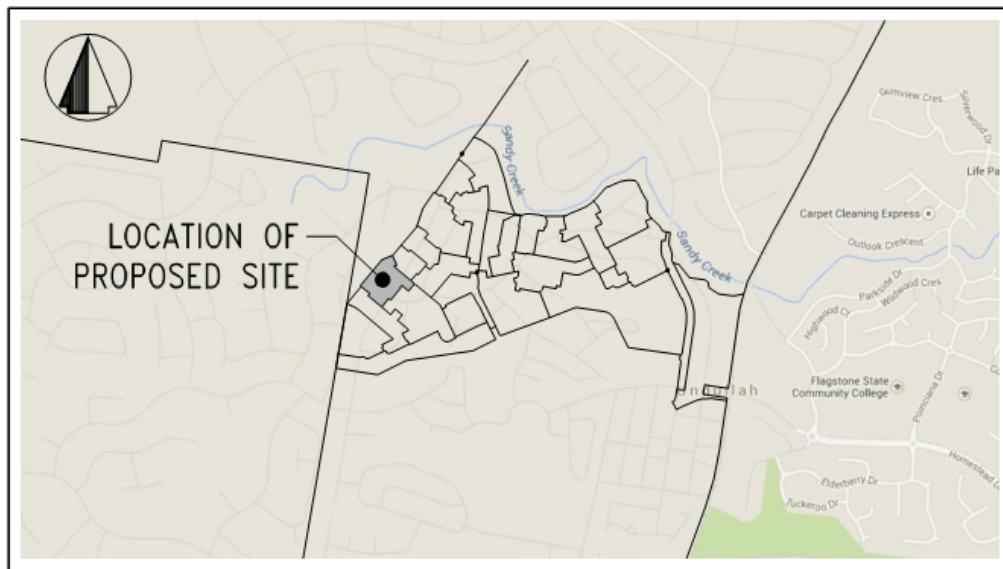 Gumview Cres
Silverwood Dr
Life Pa
Sandy Creek
Carpet Cleaning Express
Outlook Crescent
LOCATION OF
PROPOSED SITE
Sandy Creek
Parkside Dr
Wildwood Cres
Highwood Ct
Flagstone State
Community College
Poinciana Dr
Homestead D
Elderberry Dr
Tuckeroo Dr